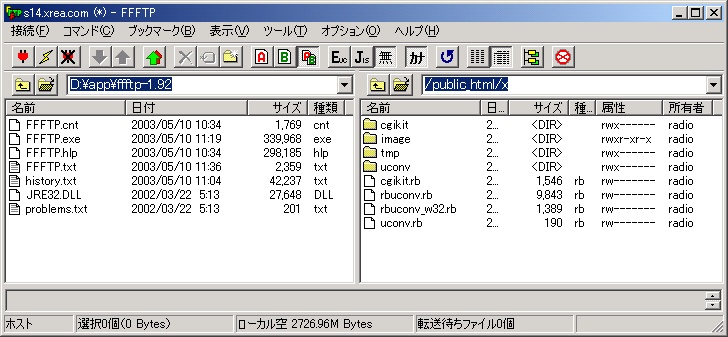 s14.xrea.com (*) - FFFTP
接続(F) コマンド(C) ブックマーク(B) 表示(V) ツール(T) オプション(O) ヘルプ(H)
A B EUC JIS 無 ｶﾅ
D:¥app¥ffftp-1.92 /public_html/x
名前 日付 サイズ 種類 名前 日... サイズ 種... 属性 所有者
FFFTP.cnt 2003/05/10 10:34 1,769 cnt cgikit 2... <DIR> rwx------ radio
FFFTP.exe 2003/05/10 11:19 339,968 exe image 2... <DIR> rwxr-xr-x radio
FFFTP.hlp 2003/05/10 10:34 298,185 hlp tmp 2... <DIR> rwx------ radio
FFFTP.txt 2003/05/10 11:36 2,359 txt uconv 2... <DIR> rwx------ radio
history.txt 2003/05/10 11:04 42,237 txt cgikit.rb 2... 1,546 rb rw------- radio
JRE32.DLL 2002/03/22 5:13 27,648 DLL rbuconv.rb 2... 9,843 rb rw------- radio
problems.txt 2002/03/22 5:13 201 txt rbuconv_w32.rb 2... 1,389 rb rw------- radio
uconv.rb 2... 190 rb rw------- radio
ホスト 選択0個(0 Bytes) ローカル空 2726.96M Bytes 転送待ちファイル0個